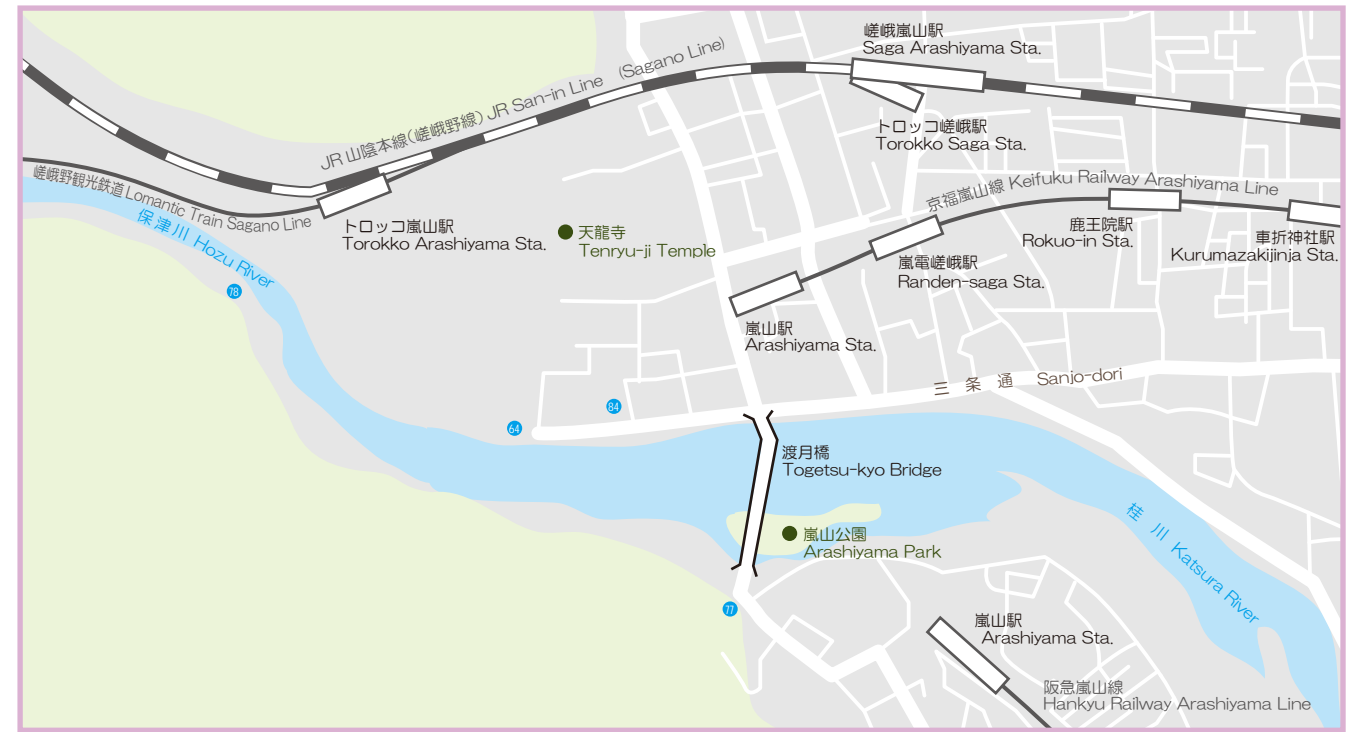 嵯峨嵐山駅
Saga Arashiyama Sta.
JR山陰本線(嵯峨野線) JR San-in Line (Sagano Line)
トロッコ嵯峨駅
Torokko Saga Sta.
嵯峨野観光鉄道 Lomantic Train Sagano Line
京福嵐山線 Keifuku Railway Arashiyama Line
保津川 Hozu River
トロッコ嵐山駅
Torokko Arashiyama Sta.
天龍寺
Tenryu-ji Temple
鹿王院駅
Rokuo-in Sta.
車折神社駅
Kurumazakijinja Sta.
嵐電嵯峨駅
Randen-saga Sta.
78
嵐山駅
Arashiyama Sta.
三条通 Sanjo-dori
84
64
渡月橋
Togetsu-kyo Bridge
嵐山公園
Arashiyama Park
桂川 Katsura River
77
嵐山駅
Arashiyama Sta.
阪急嵐山線
Hankyu Railway Arashiyama Line